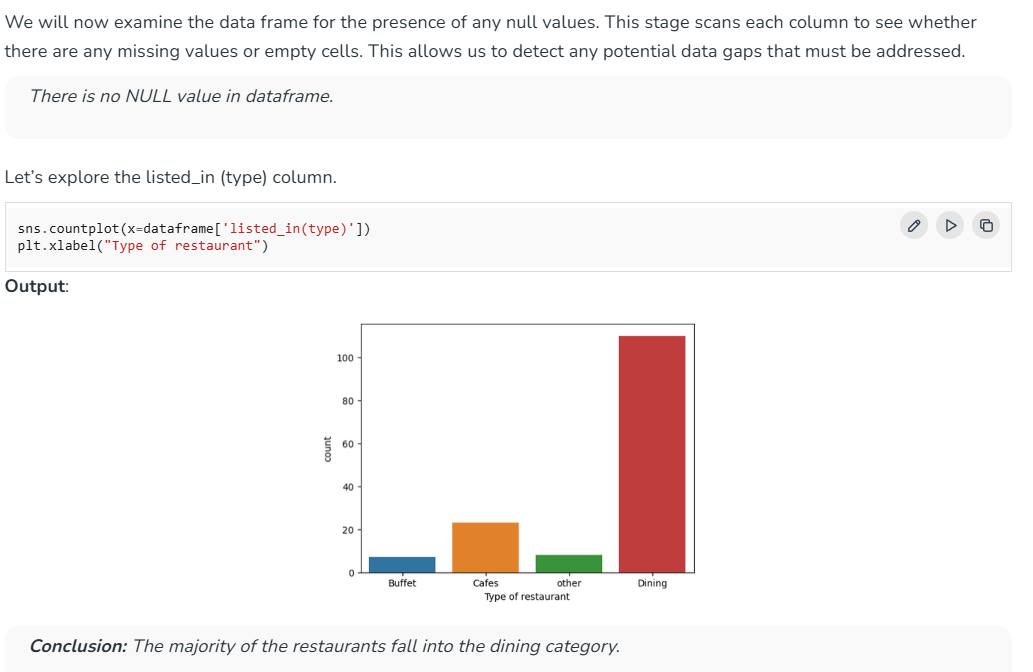 We will now examine the data frame for the presence of any null values. This stage scans each column to see whether
there are any missing values or empty cells. This allows us to detect any potential data gaps that must be addressed.
There is no NULL value in dataframe.
Let’s explore the listed_in (type) column.
sns.countplot(x=dataframe['listed_in(type)'])
plt.xlabel("Type of restaurant")
Output:
100
80
60
40
20
0
count
Buffet Cafes other Dining
Type of restaurant
Conclusion: The majority of the restaurants fall into the dining category.